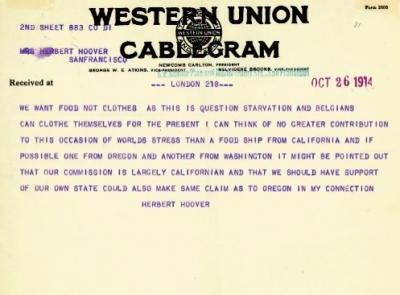 Form 2600
WESTERN UNION
CABLEGRAM
2ND SHEET 883 CO DI
MRS HERBERT HOOVER
SANFRANCISCO
WESTERN UNION
NEWCOMB CARLTON, PRESIDENT
GEORGE W. E. ATKINS, VICE-PRESIDENT BELVIDERE BROOKS, VICE-PRESIDENT
Received at
OCT 26 1914
--- LONDON 218---
WE WANT FOOD NOT CLOTHES AS THIS IS QUESTION STARVATION AND BELGIANS
CAN CLOTHE THEMSELVES FOR THE PRESENT I CAN THINK OF NO GREATER CONTRIBUTION
TO THIS OCCASION OF WORLDS STRESS THAN A FOOD SHIP FROM CALIFORNIA AND IF
POSSIBLE ONE FROM OREGON AND ANOTHER FROM WASHINGTON IT MIGHT BE POINTED OUT
THAT OUR COMMISSION IS LARGELY CALIFORNIAN AND THAT WE SHOULD HAVE SUPPORT
OF OUR OWN STATE COULD ALSO MAKE SAME CLAIM AS TO OREGON IN MY CONNECTION
HERBERT HOOVER